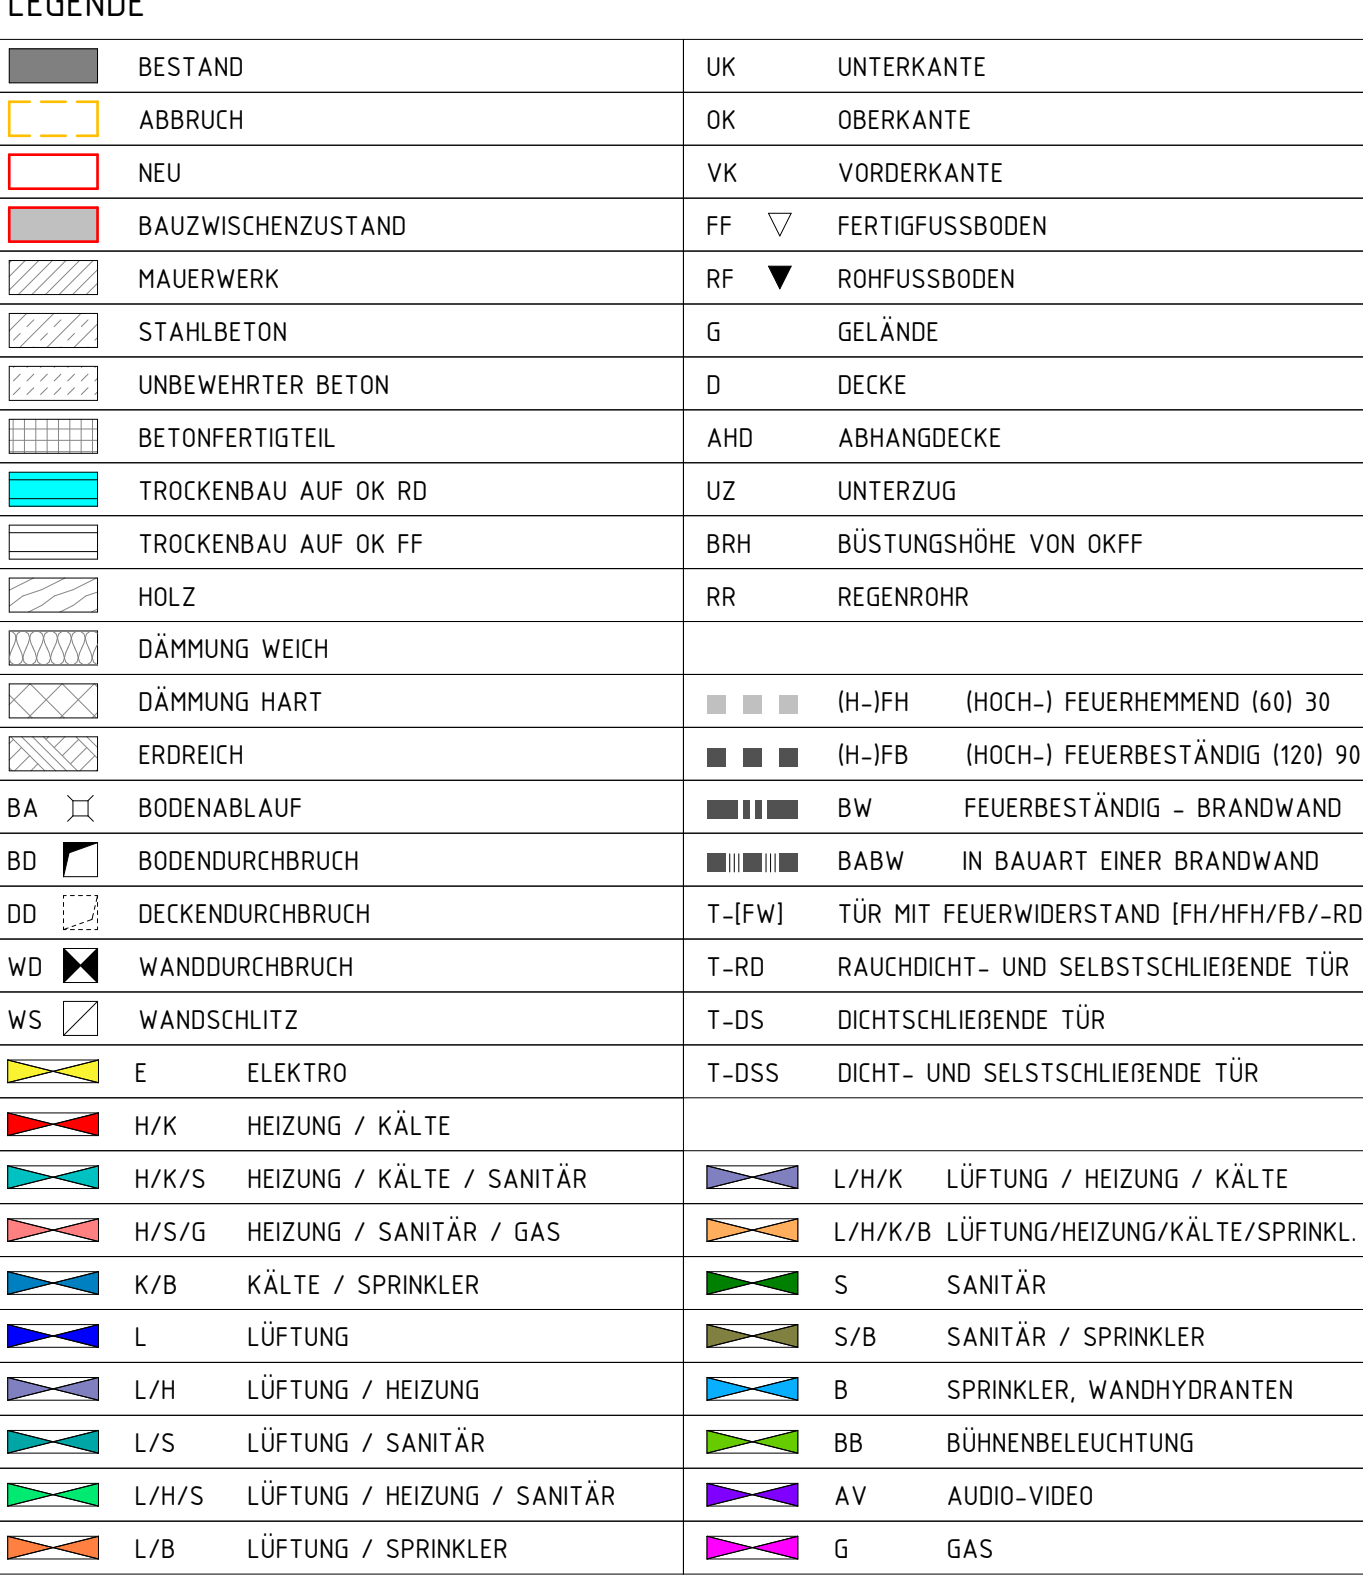 LEGENDE
BESTAND
ABBRUCH
NEU
BAUZWISCHENZUSTAND
MAUERWERK
STAHLBETON
UNBEWEHRTER BETON
BETONFERTIGTEIL
TROCKENBAU AUF OK RD
TROCKENBAU AUF OK FF
HOLZ
DÄMMUNG WEICH
DÄMMUNG HART
ERDREICH
BA BODENABLAUF
BD BODENDURCHBRUCH
DD DECKENDURCHBRUCH
WD WANDDURCHBRUCH
WS WANDSCHLITZ
E ELEKTRO
H/K HEIZUNG / KÄLTE
H/K/S HEIZUNG / KÄLTE / SANITÄR
H/S/G HEIZUNG / SANITÄR / GAS
K/B KÄLTE / SPRINKLER
L LÜFTUNG
L/H LÜFTUNG / HEIZUNG
L/S LÜFTUNG / SANITÄR
L/H/S LÜFTUNG / HEIZUNG / SANITÄR
L/B LÜFTUNG / SPRINKLER
UK UNTERKANTE
OK OBERKANTE
VK VORDERKANTE
FF FERTIGFUSSBODEN
RF ROHFUSSBODEN
G GELÄNDE
D DECKE
AHD ABHANGDECKE
UZ UNTERZUG
BRH BÜSTUNGSHÖHE VON OKFF
RR REGENROHR
(H-)FH (HOCH-) FEUERHEMMEND (60) 30
(H-)FB (HOCH-) FEUERBESTÄNDIG (120) 90
BW FEUERBESTÄNDIG - BRANDWAND
BABW IN BAUART EINER BRANDWAND
T-[FW] TÜR MIT FEUERWIDERSTAND [FH/HFH/FB/-RD
T-RD RAUCHDICHT- UND SELBSTSCHLIEßENDE TÜR
T-DS DICHTSCHLIEßENDE TÜR
T-DSS DICHT- UND SELSTSCHLIEßENDE TÜR
L/H/K LÜFTUNG / HEIZUNG / KÄLTE
L/H/K/B LÜFTUNG/HEIZUNG/KÄLTE/SPRINKL.
S SANITÄR
S/B SANITÄR / SPRINKLER
B SPRINKLER, WANDHYDRANTEN
BB BÜHNENBELEUCHTUNG
AV AUDIO-VIDEO
G GAS